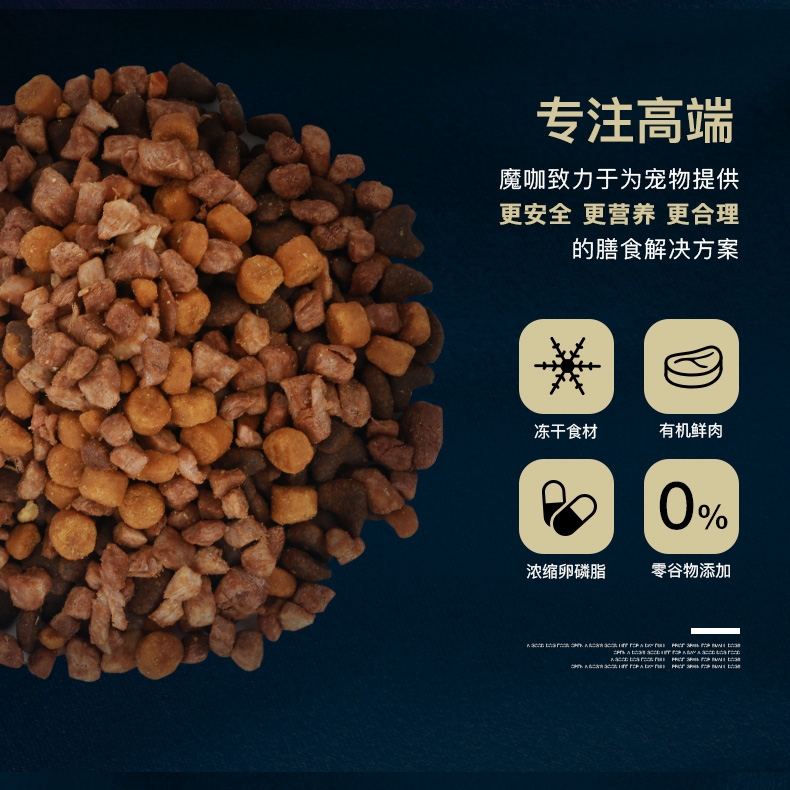 专注高端
魔咖致力于为宠物提供
更安全 更营养 更合理
的膳食解决方案
冻干食材
有机鲜肉
0%
浓缩卵磷脂
零谷物添加